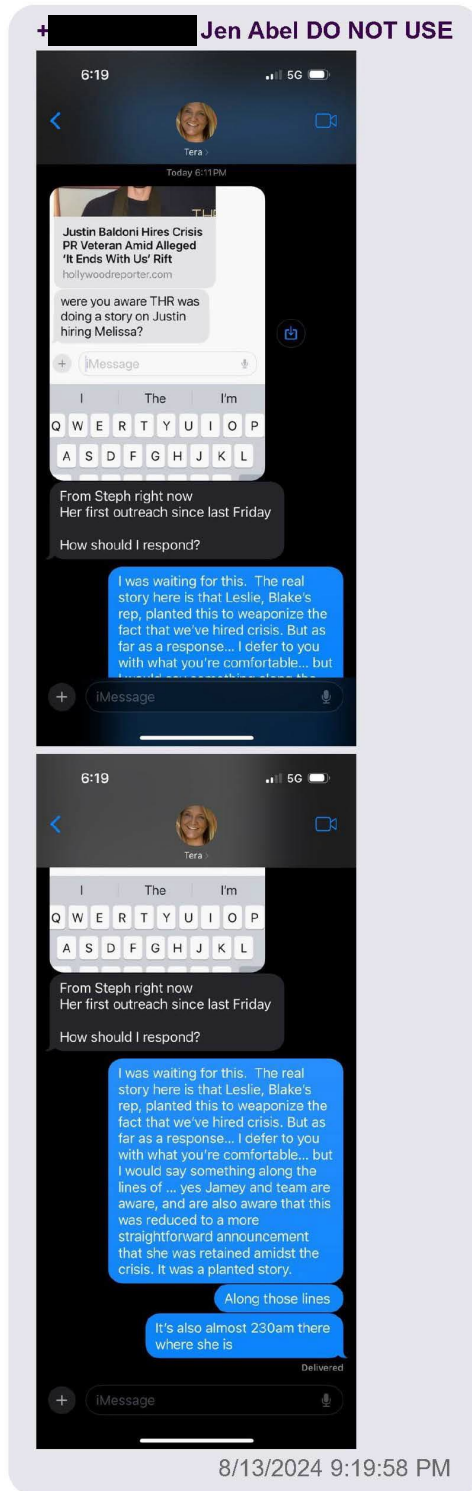 + Jen Abel DO NOT USE
6:19
5G
Tera
Today 6:11 PM
Justin Baldoni Hires Crisis
PR Veteran Amid Alleged
'It Ends With Us' Rift
hollywoodreporter.com
were you aware THR was
doing a story on Justin
hiring Melissa?
+ iMessage
I The I'm
Q W E R T Y U I O P
A S D F G H J K L
From Steph right now
Her first outreach since last Friday
How should I respond?
I was waiting for this. The real
story here is that Leslie, Blake's
rep, planted this to weaponize the
fact that we've hired crisis. But as
far as a response... I defer to you
with what you're comfortable... but
+ iMessage
6:19
5G
Tera
I The I'm
Q W E R T Y U I O P
A S D F G H J K L
From Steph right now
Her first outreach since last Friday
How should I respond?
I was waiting for this. The real
story here is that Leslie, Blake's
rep, planted this to weaponize the
fact that we've hired crisis. But as
far as a response... I defer to you
with what you're comfortable... but
I would say something along the
lines of ... yes Jamey and team are
aware, and are also aware that this
was reduced to a more
straightforward announcement
that she was retained amidst the
crisis. It was a planted story.
Along those lines
It's also almost 230am there
where she is
Delivered
+ iMessage
8/13/2024 9:19:58 PM